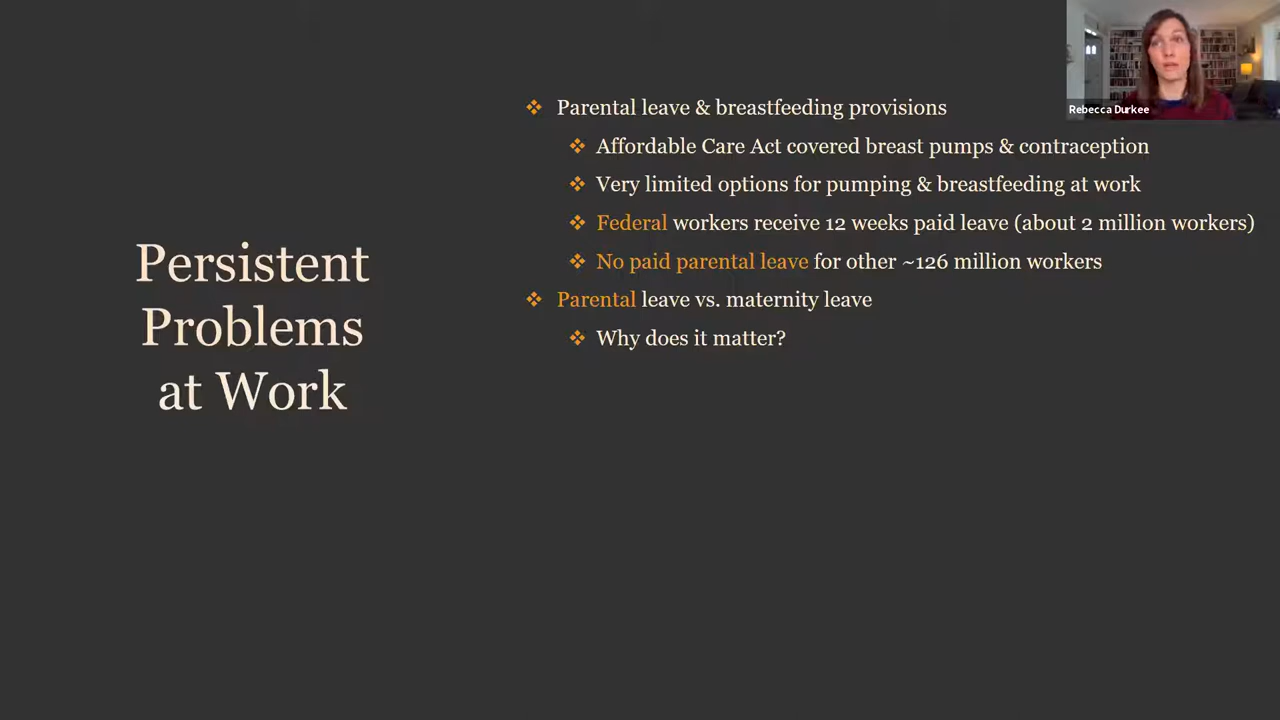 Persistent
Problems
at Work
❖ Parental leave & breastfeeding provisions
❖ Affordable Care Act covered breast pumps & contraception
❖ Very limited options for pumping & breastfeeding at work
❖ Federal workers receive 12 weeks paid leave (about 2 million workers)
❖ No paid parental leave for other ~126 million workers
❖ Parental leave vs. maternity leave
❖ Why does it matter?
Rebecca Durkee